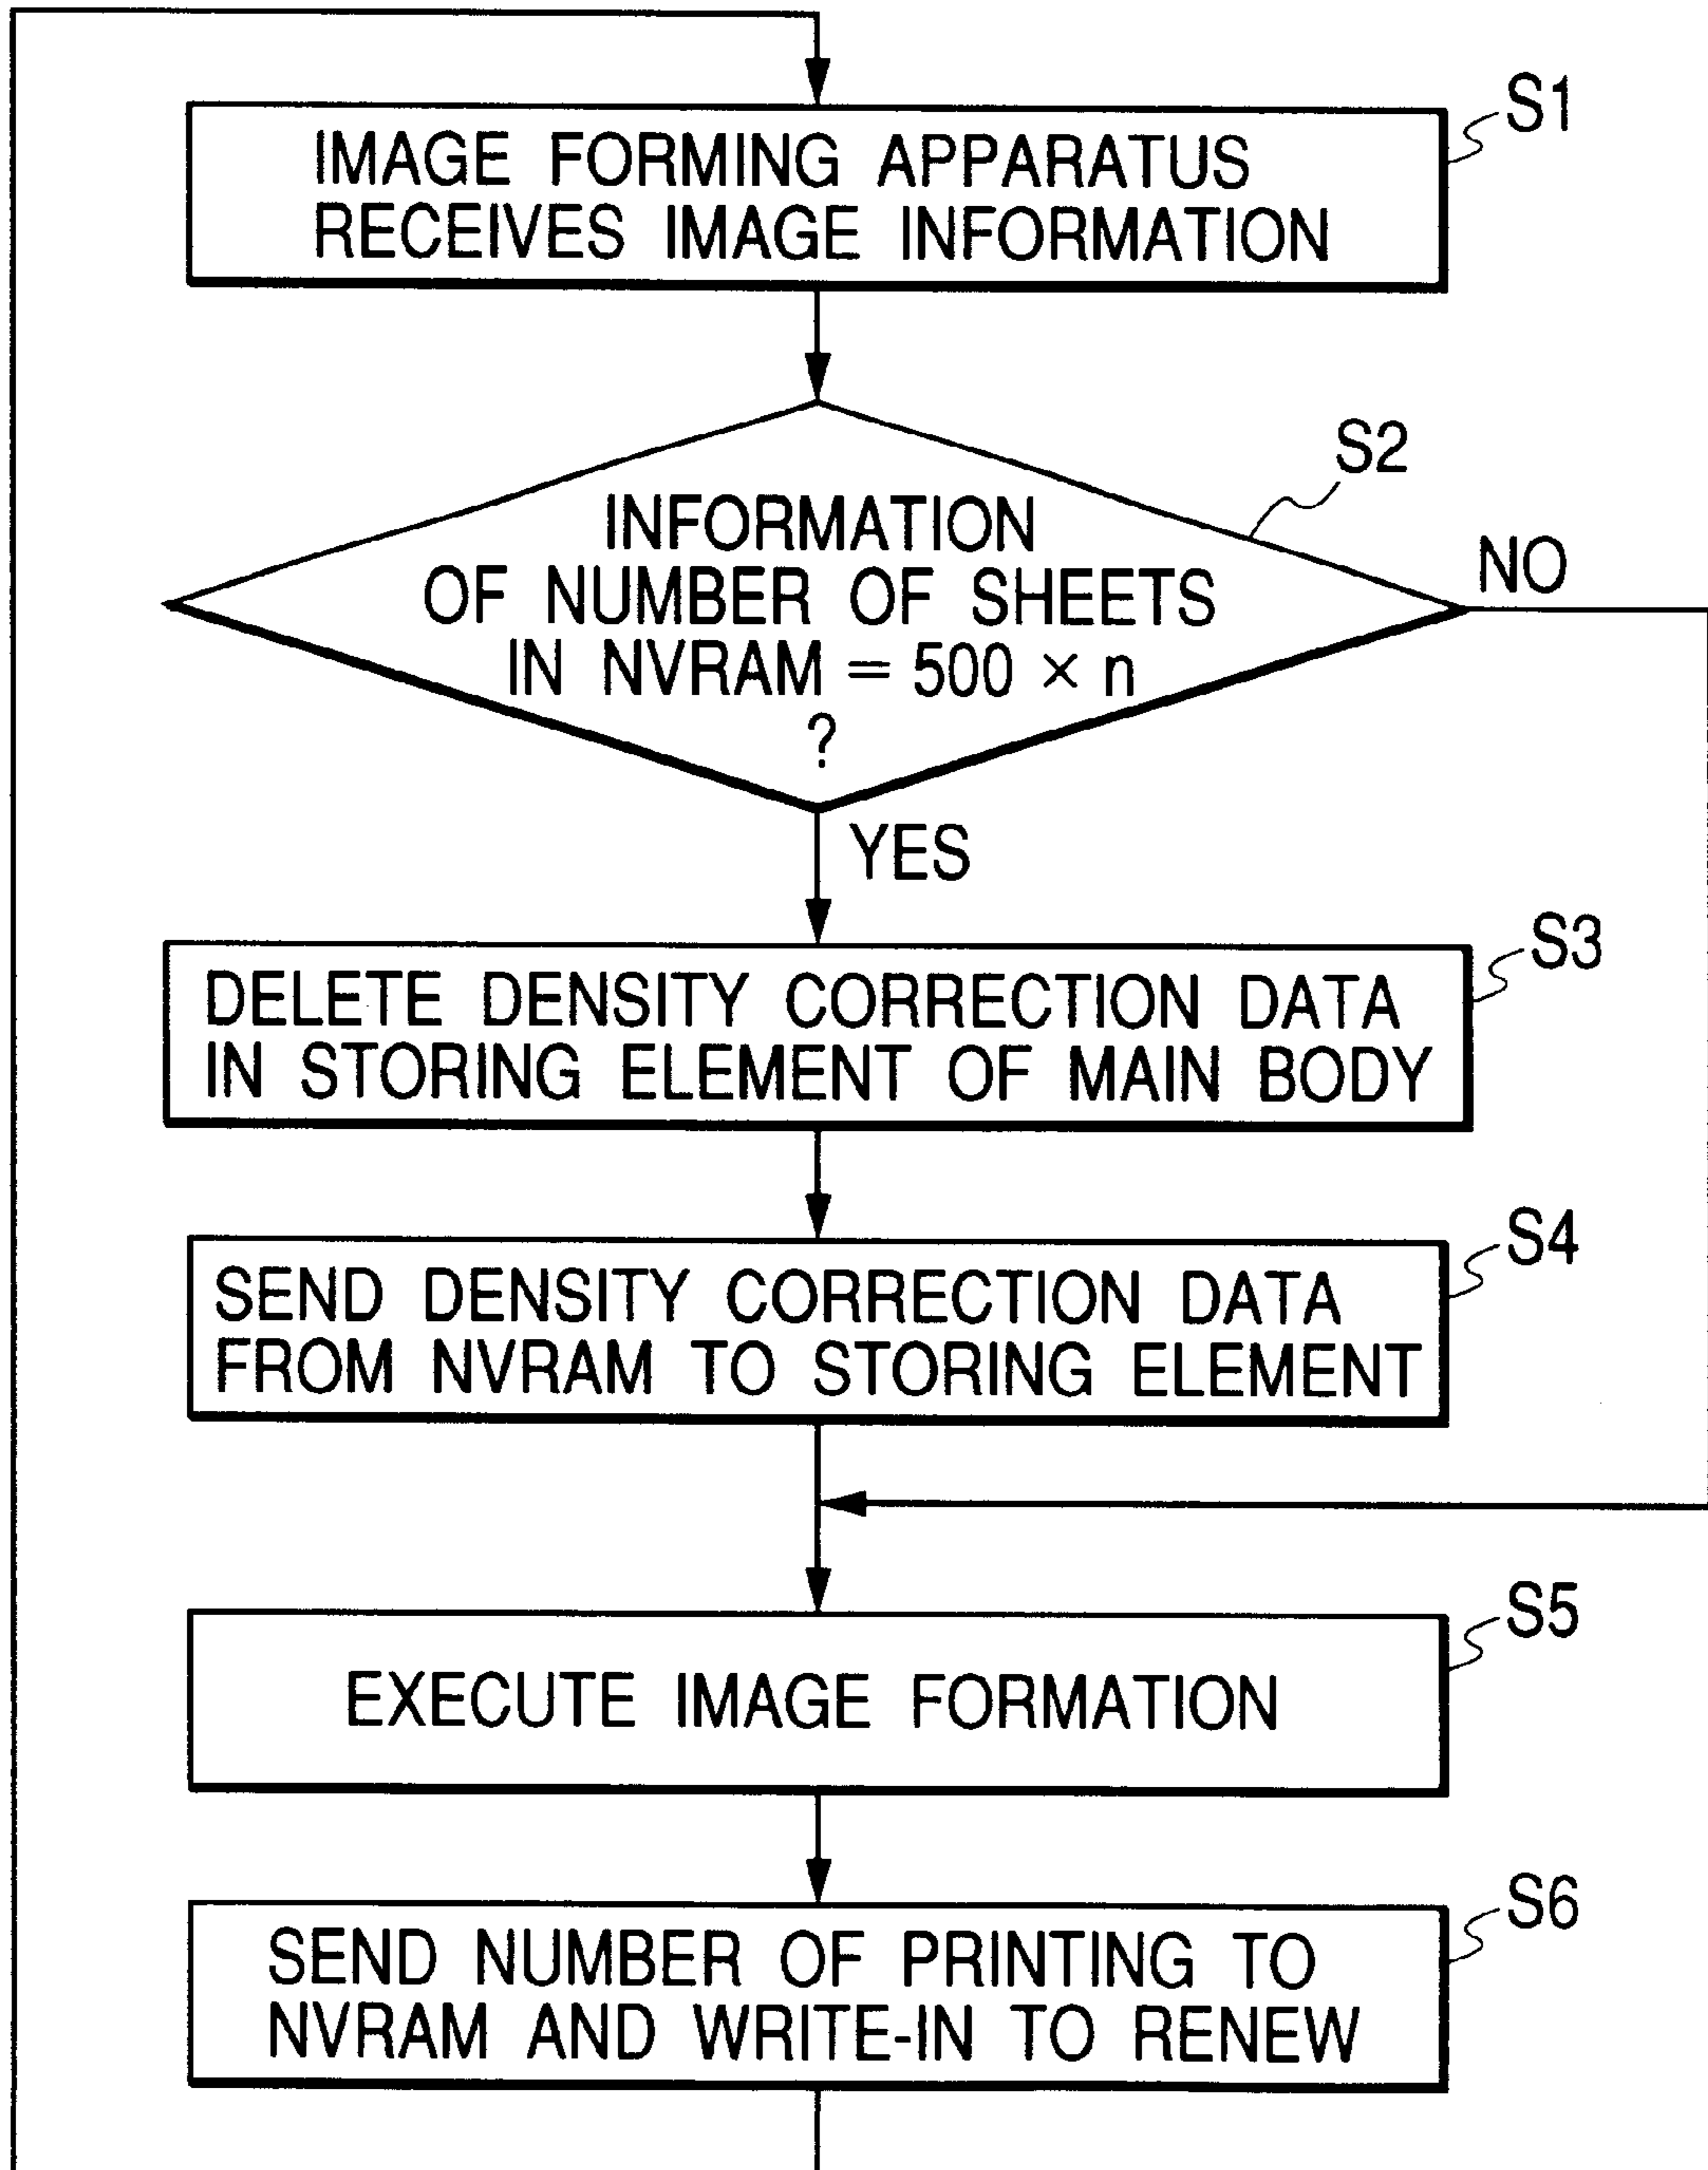 S1
IMAGE FORMING APPARATUS
RECEIVES IMAGE INFORMATION
S2
INFORMATION
OF NUMBER OF SHEETS
IN NVRAM = 500 × n
?
NO
YES
S3
DELETE DENSITY CORRECTION DATA
IN STORING ELEMENT OF MAIN BODY
S4
SEND DENSITY CORRECTION DATA
FROM NVRAM TO STORING ELEMENT
S5
EXECUTE IMAGE FORMATION
S6
SEND NUMBER OF PRINTING TO
NVRAM AND WRITE-IN TO RENEW